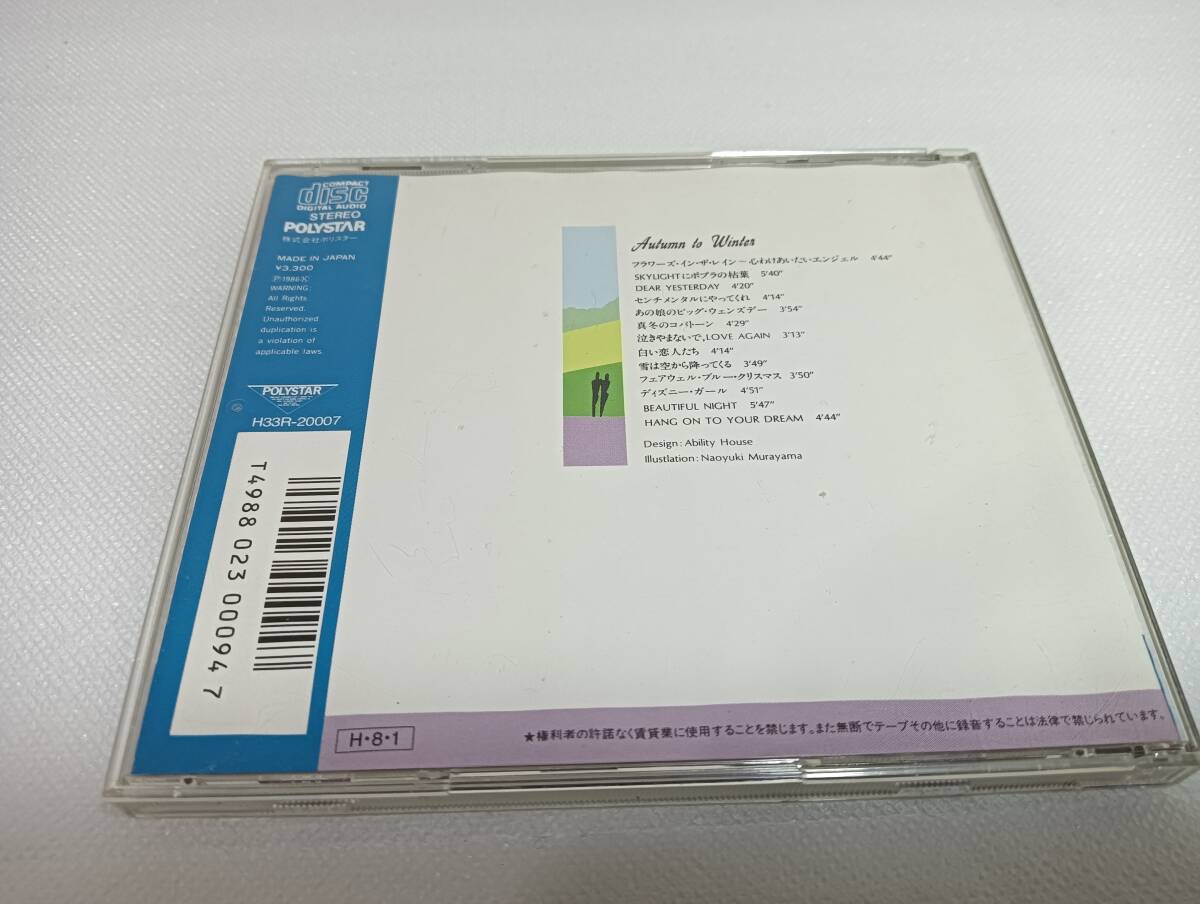 COMPACT
disc
DIGITAL AUDIO
STEREO
POLYSTAR
株式会社ポリスター
MADE IN JAPAN
¥3,300
WARNING:
All Rights
Reserved.
Unauthorized
duplication is
a violation of
applicable laws.
POLYSTAR
H33R-20007
T4988 023 00094 7
Autumn to Winter
フラワーズ・イン・ザ・レイン〜心わけあいたいエンジェル 4'44"
SKYLIGHTにポプラの枯葉 5'40"
DEAR YESTERDAY 4'20"
センチメンタルにやってくれ 4'14"
あの娘のビッグ・ウェンズデー 3'54"
真冬のコパトーン 4'29"
泣きやまないで,LOVE AGAIN 3'13"
白い恋人たち 4'14"
雪は空から降ってくる 3'49"
フェアウェル・ブルー・クリスマス 3'50"
ディズニー・ガール 4'51"
BEAUTIFUL NIGHT 5'47"
HANG ON TO YOUR DREAM 4'44"
Design: Ability House
Illustlation: Naoyuki Murayama
H・8・1
★権利者の許諾なく賃貸業に使用することを禁じます。また無断でテープその他に録音することは法律で禁じられています。